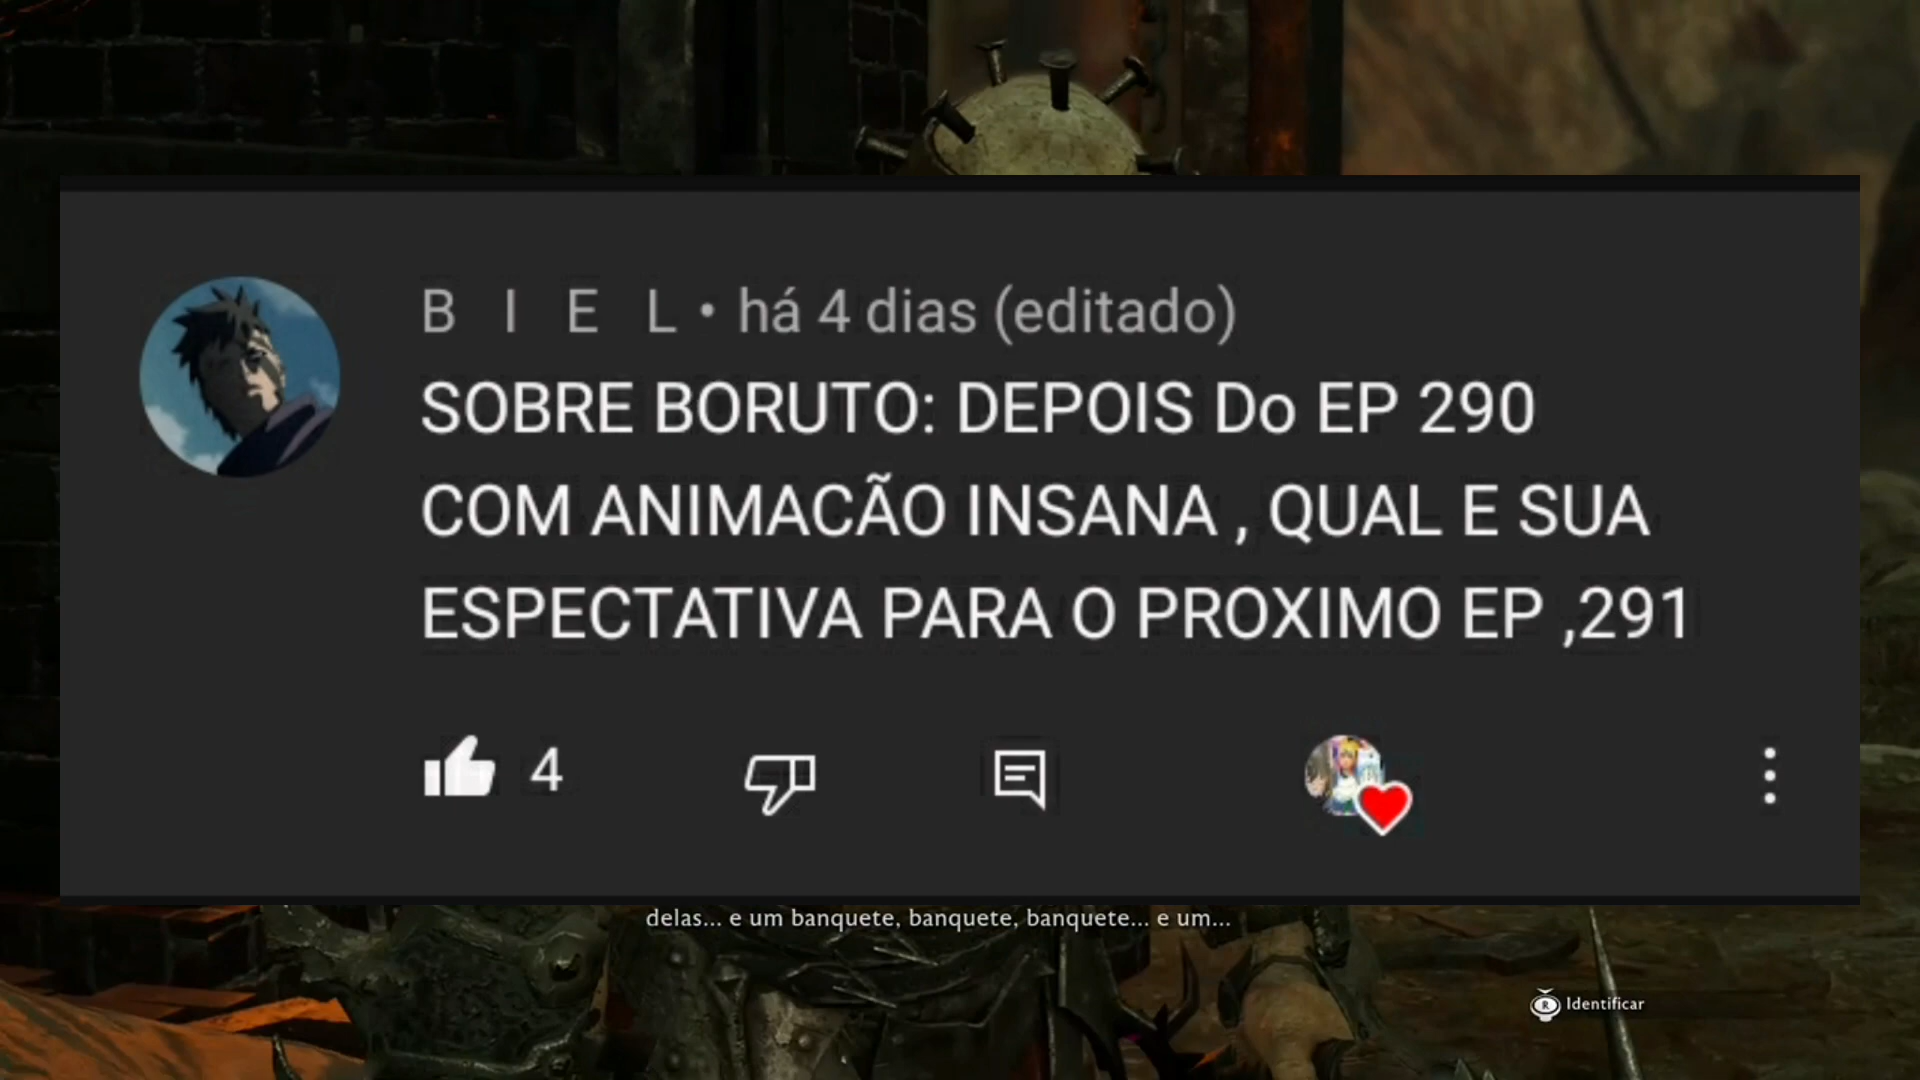 B I E L • há 4 dias (editado)
SOBRE BORUTO: DEPOIS Do EP 290
COM ANIMACÃO INSANA , QUAL E SUA
ESPECTATIVA PARA O PROXIMO EP ,291
4
delas... e um banquete, banquete, banquete... e um...
R Identificar